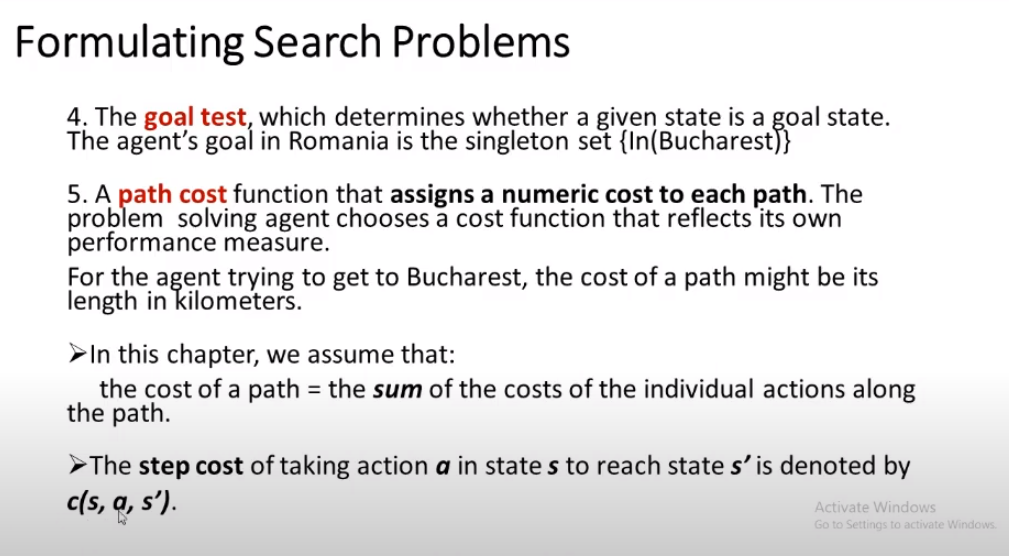 Formulating Search Problems
4. The goal test, which determines whether a given state is a goal state.
The agent's goal in Romania is the singleton set {In(Bucharest)}
5. A path cost function that assigns a numeric cost to each path. The
problem solving agent chooses a cost function that reflects its own
performance measure.
For the agent trying to get to Bucharest, the cost of a path might be its
length in kilometers.
➢In this chapter, we assume that:
the cost of a path = the sum of the costs of the individual actions along
the path.
➢The step cost of taking action a in state s to reach state s' is denoted by
c(s, a, s').
Activate Windows
Go to Settings to activate Windows.